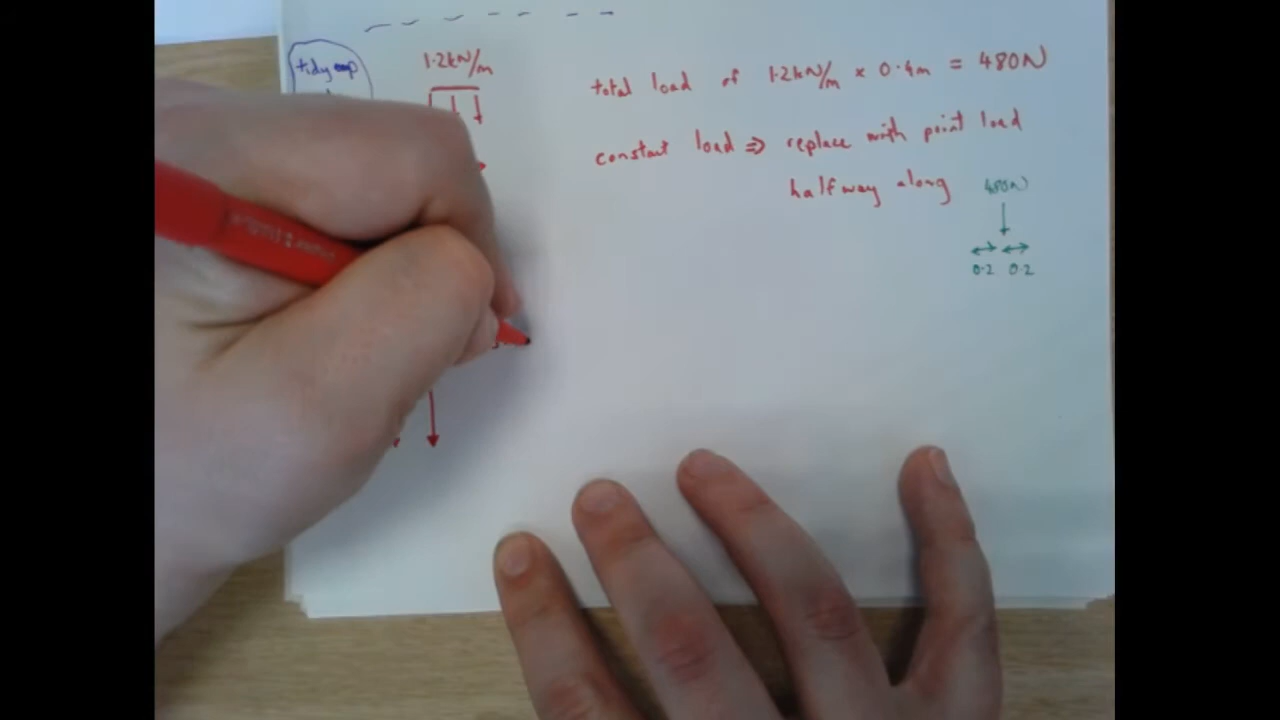 tidy up
1.2kN/m
total load of 1.2kN/m × 0.4m = 480N
constant load ⇒ replace with point load
halfway along
480N
0.2 0.2